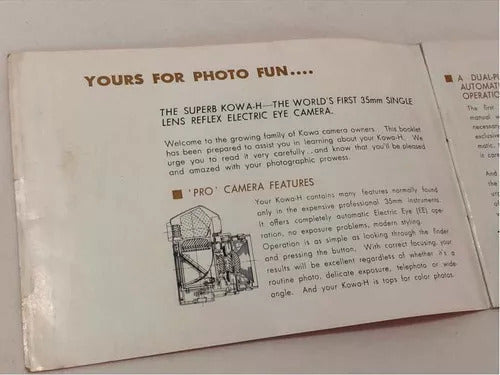 YOURS FOR PHOTO FUN....
THE SUPERB KOWA-H—THE WORLD'S FIRST 35mm SINGLE
LENS REFLEX ELECTRIC EYE CAMERA.
Welcome to the growing family of Kowa camera owners. This booklet
has been prepared to assist you in learning about your Kowa-H. We
urge you to read it very carefully...and know that you'll be pleased
and amazed with your photographic prowess.
■ 'PRO' CAMERA FEATURES
Your Kowa-H contains many features normally found
only in the expensive professional 35mm instruments.
It offers completely automatic Electric Eye (EE) ope-
ration, no exposure problems, modern styling.
Operation is as simple as looking through the finder
and pressing the button. With correct focusing, your
results will be excellent regardless of whether it's a
routine photo, delicate exposure, telephoto or wide-
angle. And your Kowa-H is tops for color photos.
■ A DUAL-PU
AUTOMATI
OPERATIO
The first
manual w
necessary
exclusive
matic,
And